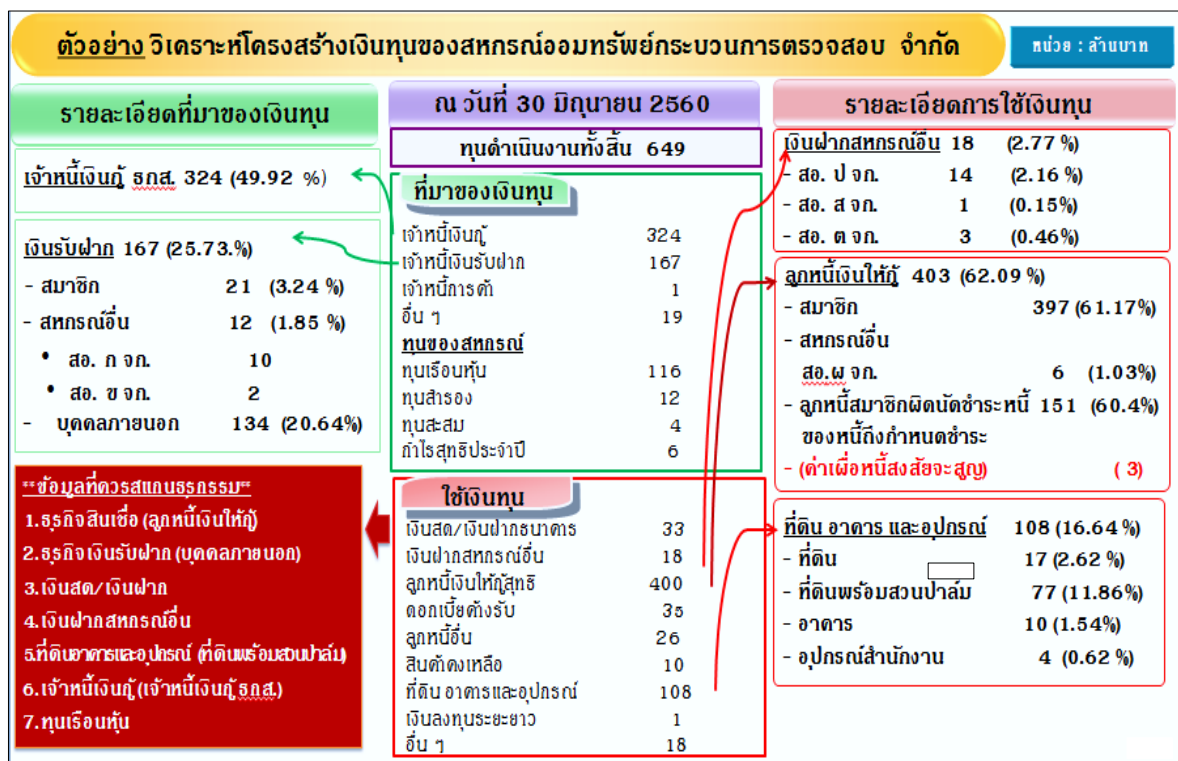 ตัวอย่าง วิเคราะห์โครงสร้างเงินทุนของสหกรณ์ออมทรัพย์กระบวนการตรวจสอบ จำกัด
หน่วย : ล้านบาท
รายละเอียดที่มาของเงินทุน
เจ้าหนี้เงินกู้ ธกส. 324 (49.92 %)
เงินรับฝาก 167 (25.73.%)
- สมาชิก 21 (3.24 %)
- สหกรณ์อื่น 12 (1.85 %)
• สอ. ก จก. 10
• สอ. ข จก. 2
- บุคคลภายนอก 134 (20.64%)
**ข้อมูลที่ควรสแกนธุรกรรม**
1.ธุรกิจสินเชื่อ (ลูกหนี้เงินให้กู้)
2.ธุรกิจเงินรับฝาก (บุคคลภายนอก)
3.เงินสด/เงินฝาก
4.เงินฝากสหกรณ์อื่น
5.ที่ดินอาคารและอุปกรณ์ (ที่ดินพร้อมสวนปาล์ม)
6.เจ้าหนี้เงินกู้ (เจ้าหนี้เงินกู้ ธกส.)
7.ทุนเรือนหุ้น
ณ วันที่ 30 มิถุนายน 2560
ทุนดำเนินงานทั้งสิ้น 649
ที่มาของเงินทุน
เจ้าหนี้เงินกู้ 324
เจ้าหนี้เงินรับฝาก 167
เจ้าหนี้การค้า 1
อื่น ๆ 19
ทุนของสหกรณ์
ทุนเรือนหุ้น 116
ทุนสำรอง 12
ทุนสะสม 4
กำไรสุทธิประจำปี 6
ใช้เงินทุน
เงินสด/เงินฝากธนาคาร 33
เงินฝากสหกรณ์อื่น 18
ลูกหนี้เงินให้กู้สุทธิ 400
ดอกเบี้ยค้างรับ 35
ลูกหนี้อื่น 26
สินค้าคงเหลือ 10
ที่ดิน อาคารและอุปกรณ์ 108
เงินลงทุนระยะยาว 1
อื่น ๆ 18
รายละเอียดการใช้เงินทุน
เงินฝากสหกรณ์อื่น 18 (2.77 %)
- สอ. ป จก. 14 (2.16 %)
- สอ. ส จก. 1 (0.15%)
- สอ. ต จก. 3 (0.46%)
ลูกหนี้เงินให้กู้ 403 (62.09 %)
- สมาชิก 397 (61.17%)
- สหกรณ์อื่น
สอ.ผ จก. 6 (1.03%)
- ลูกหนี้สมาชิกผิดนัดชำระหนี้ 151 (60.4%)
ของหนี้ถึงกำหนดชำระ
- (ค่าเผื่อหนี้สงสัยจะสูญ) ( 3)
ที่ดิน อาคาร และอุปกรณ์ 108 (16.64 %)
- ที่ดิน 17 (2.62 %)
- ที่ดินพร้อมสวนปาล์ม 77 (11.86%)
- อาคาร 10 (1.54%)
- อุปกรณ์สำนักงาน 4 (0.62 %)